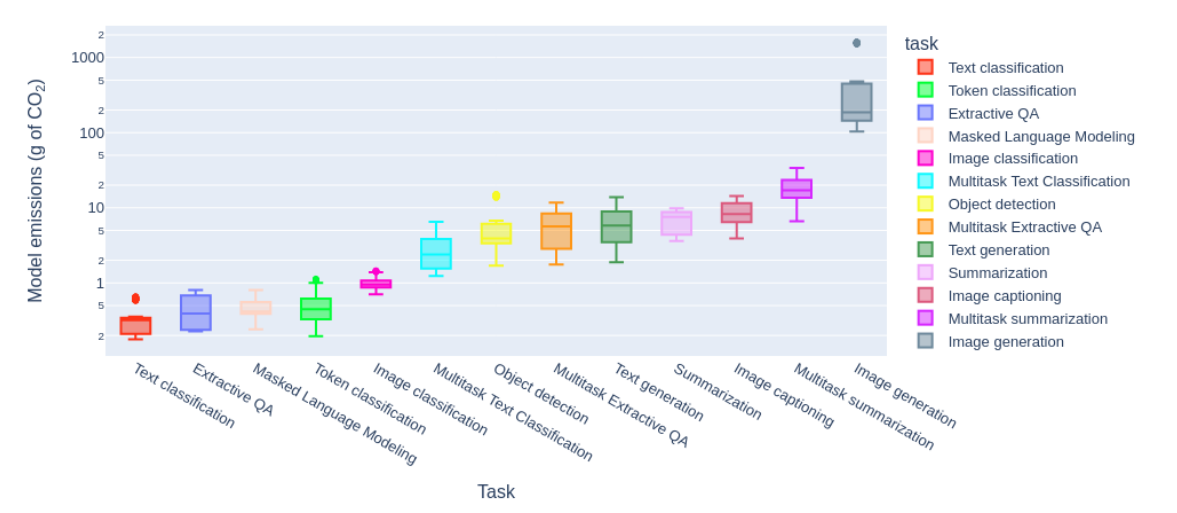 Model emissions (g of CO2)
2
1000
5
2
100
5
2
10
5
2
1
5
2
Text classification
Extractive QA
Masked Language Modeling
Token classification
Image classification
Multitask Text Classification
Object detection
Multitask Extractive QA
Text generation
Summarization
Image captioning
Multitask summarization
Image generation
Task
task
Text classification
Token classification
Extractive QA
Masked Language Modeling
Image classification
Multitask Text Classification
Object detection
Multitask Extractive QA
Text generation
Summarization
Image captioning
Multitask summarization
Image generation